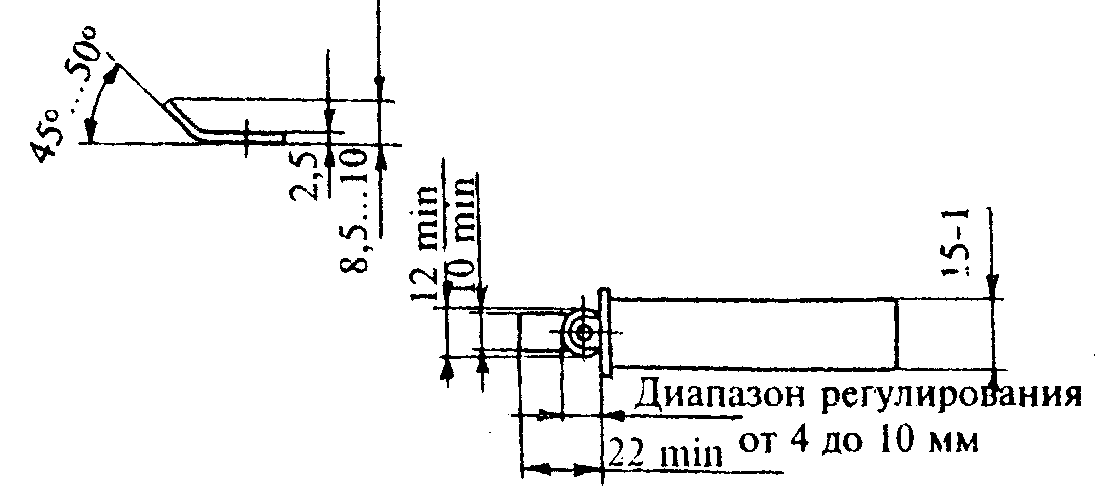 45°....50°
2,5
8,5...10
12 min
10 min
15-1
Диапазон регулирования
от 4 до 10 мм
22 min